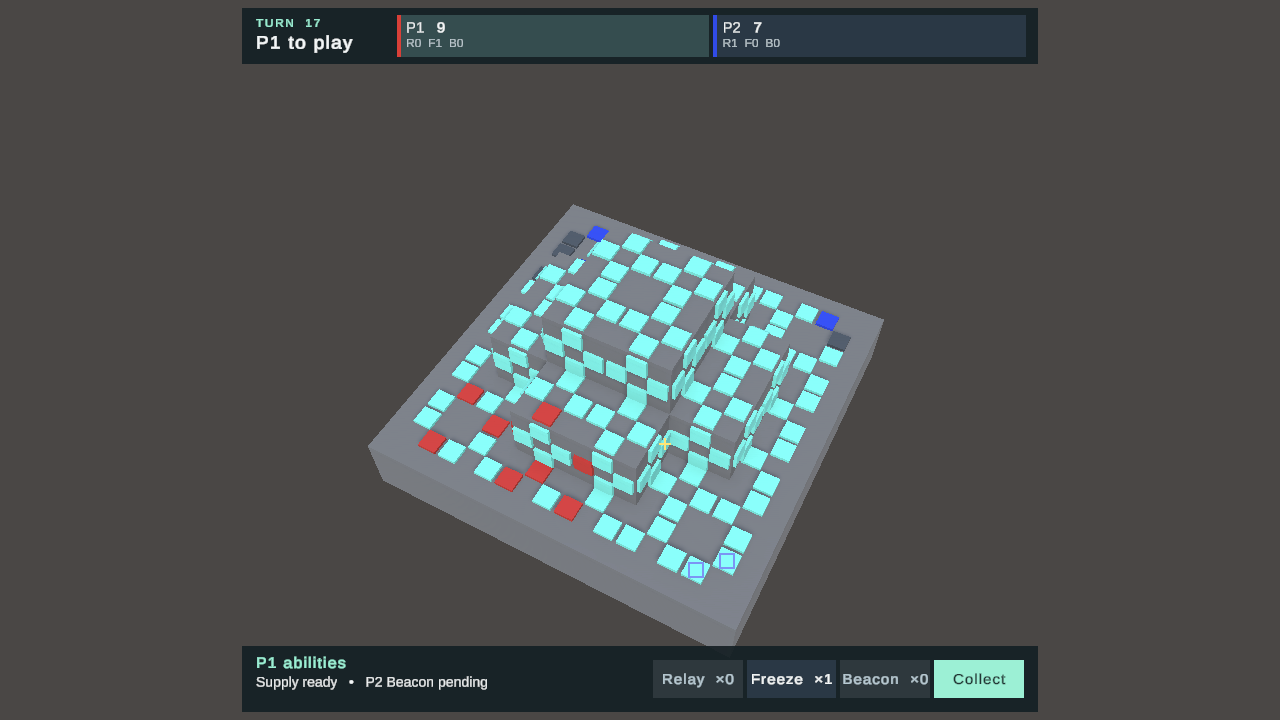 TURN 17
P1 to play
P1 9
R0 F1 B0
P2 7
R1 F0 B0
P1 abilities
Supply ready • P2 Beacon pending
Relay ×0
Freeze ×1
Beacon ×0
Collect